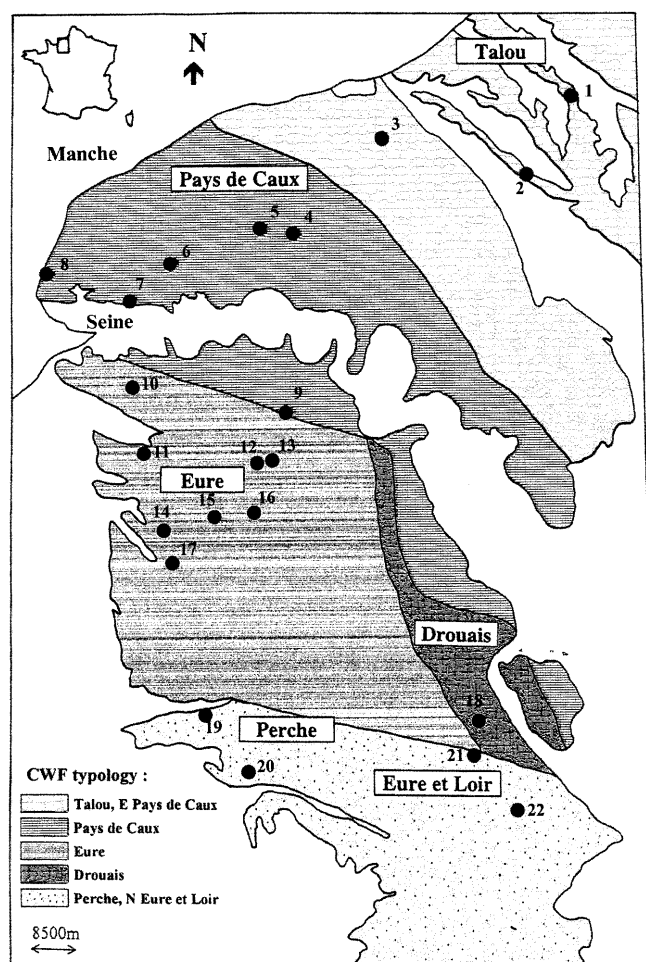 N
Talou
1
3
Manche
2
Pays de Caux
5
4
6
8
7
Seine
10
9
11
12
13
Eure
14
15
16
17
Drouais
18
19
Perche
21
20
Eure et Loir
22
CWF typology :
Talou, E Pays de Caux
Pays de Caux
Eure
Drouais
Perche, N Eure et Loir
8500m